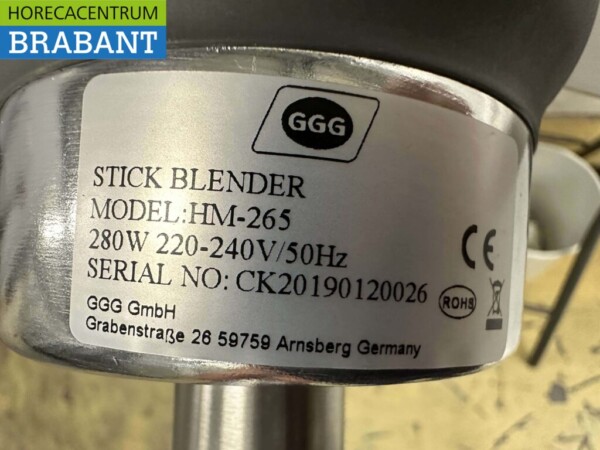 HORECACENTRUM
BRABANT
GGG
STICK BLENDER
MODEL:HM-265
280W 220-240V/50Hz
SERIAL NO: CK20190120026
CE
ROHS
GGG GmbH
Grabenstraße 26 59759 Arnsberg Germany